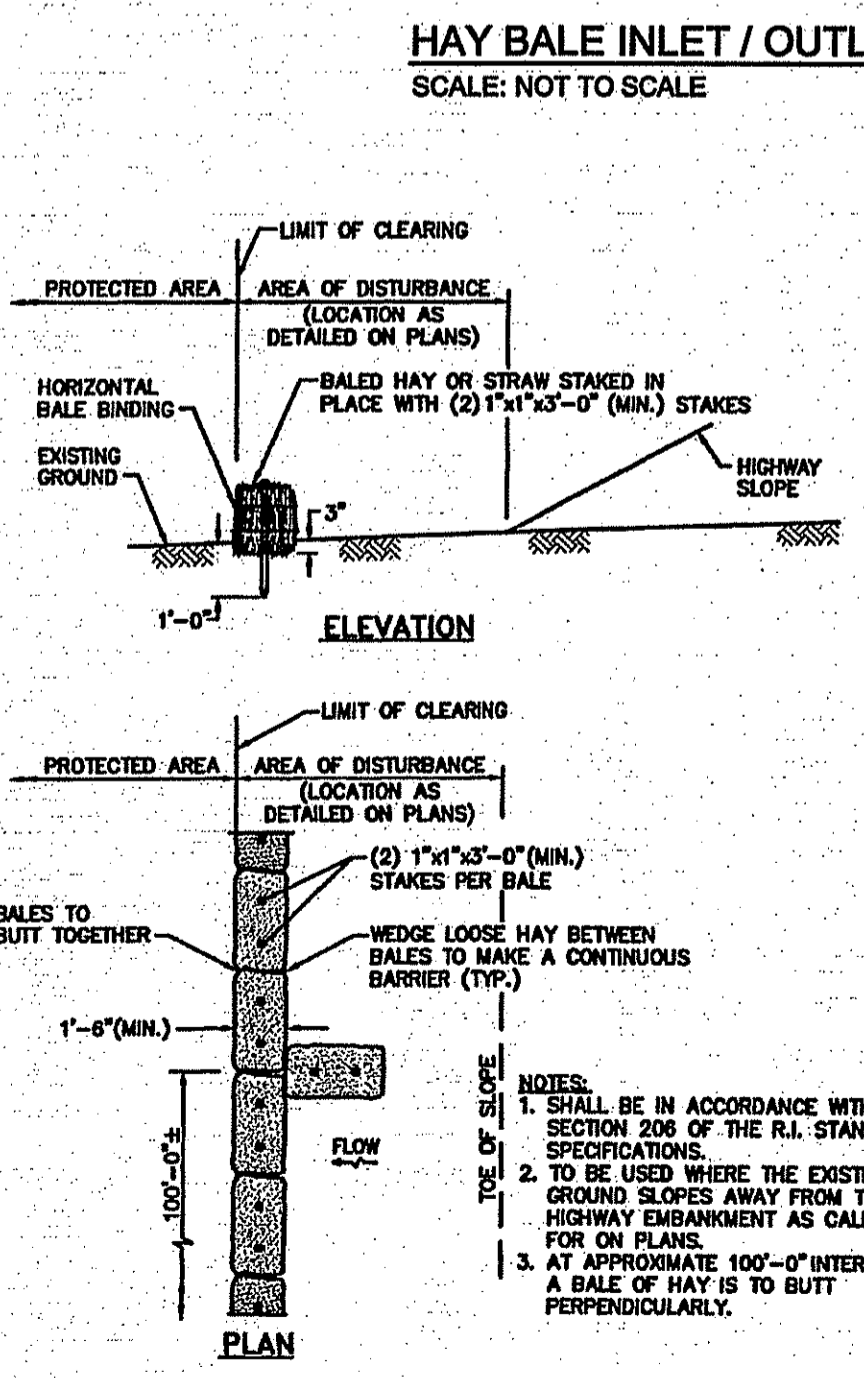 HAY BALE INLET / OUTL
SCALE: NOT TO SCALE
LIMIT OF CLEARING
PROTECTED AREA
AREA OF DISTURBANCE
(LOCATION AS
DETAILED ON PLANS)
HORIZONTAL
BALE BINDING
BALED HAY OR STRAW STAKED IN
PLACE WITH (2) 1"x1"x3'-0" (MIN.) STAKES
EXISTING
GROUND
3"
HIGHWAY
SLOPE
1'-0"
ELEVATION
LIMIT OF CLEARING
PROTECTED AREA
AREA OF DISTURBANCE
(LOCATION AS
DETAILED ON PLANS)
(2) 1"x1"x3'-0"(MIN.)
STAKES PER BALE
BALES TO
BUTT TOGETHER
WEDGE LOOSE HAY BETWEEN
BALES TO MAKE A CONTINUOUS
BARRIER (TYP.)
1'-6"(MIN.)
100'-0"±
FLOW
TOE OF SLOPE
NOTES:
1. SHALL BE IN ACCORDANCE WITH
SECTION 206 OF THE R.I. STAN
SPECIFICATIONS.
2. TO BE USED WHERE THE EXISTI
GROUND SLOPES AWAY FROM T
HIGHWAY EMBANKMENT AS CALL
FOR ON PLANS.
3. AT APPROXIMATE 100'-0" INTER
A BALE OF HAY IS TO BUTT
PERPENDICULARLY.
PLAN